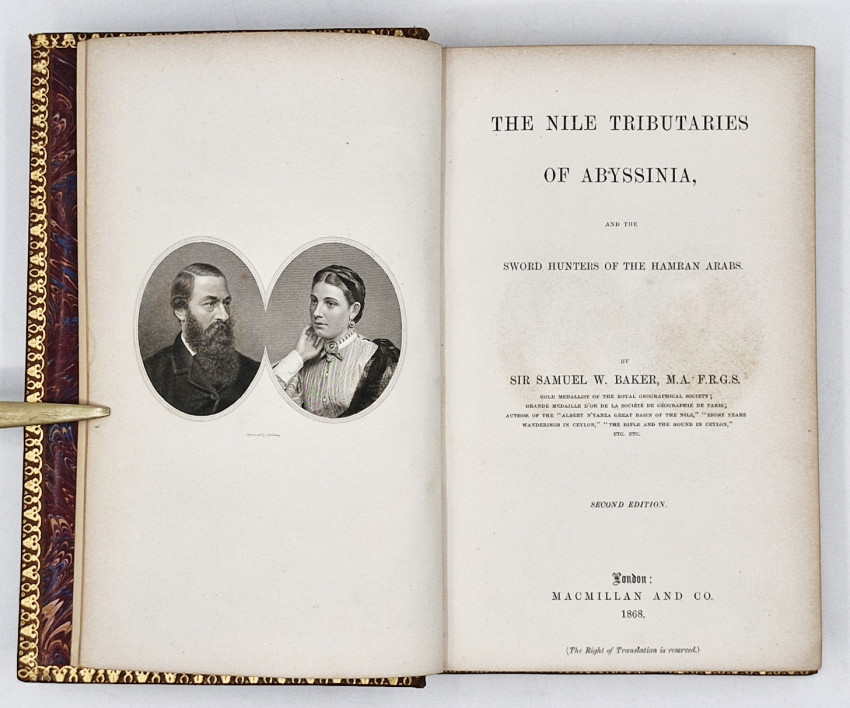 THE NILE TRIBUTARIES
OF ABYSSINIA,
AND THE
SWORD HUNTERS OF THE HAMRAN ARABS.
BY
SIR SAMUEL W. BAKER, M.A. F.R.G.S.
GOLD MEDALLIST OF THE ROYAL GEOGRAPHICAL SOCIETY;
GRANDE MEDAILLE D'OR DE LA SOCIÉTÉ DE GÉOGRAPHIE DE PARIS;
AUTHOR OF THE "ALBERT N'YANZA GREAT BASIN OF THE NILE," "EIGHT YEARS
WANDERINGS IN CEYLON," "THE RIFLE AND THE HOUND IN CEYLON,"
ETC. ETC.
SECOND EDITION.
London:
MACMILLAN AND CO.
1868.
(The Right of Translation is reserved.)